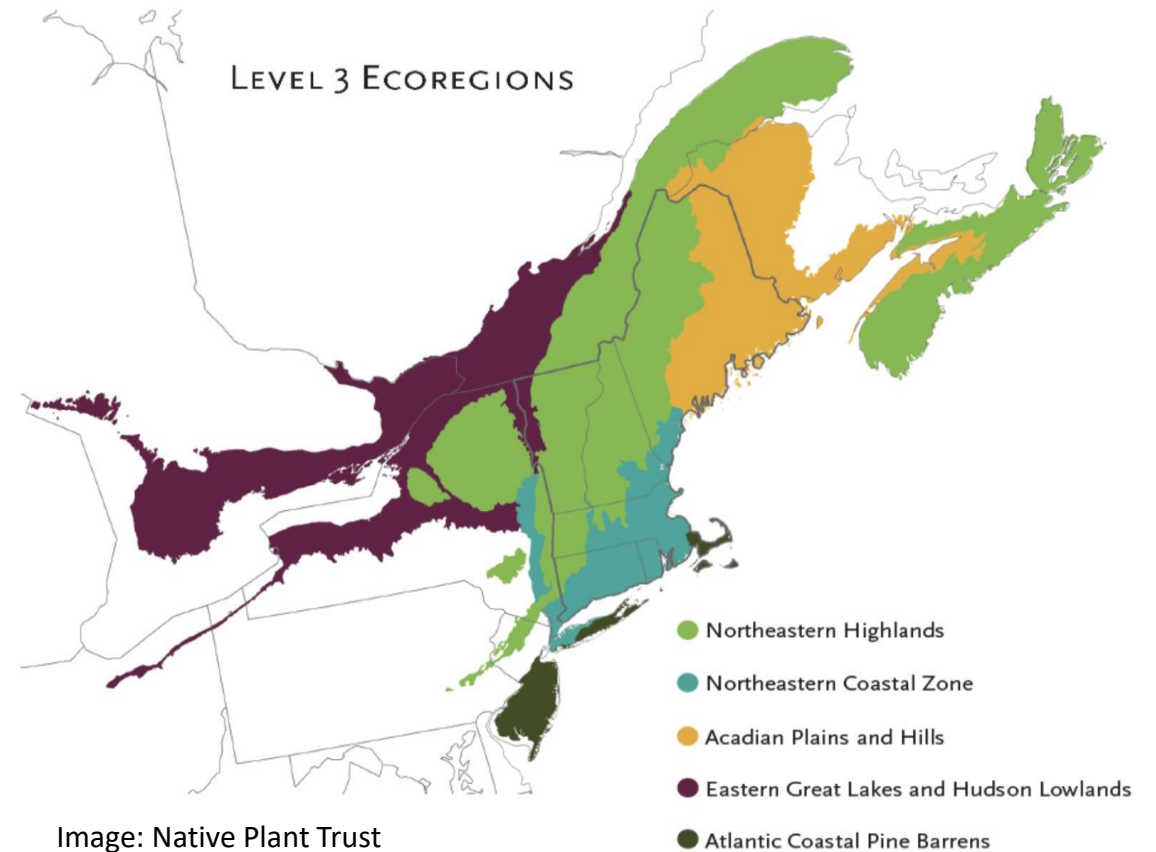 LEVEL 3 ECOREGIONS
Northeastern Highlands
Northeastern Coastal Zone
Acadian Plains and Hills
Eastern Great Lakes and Hudson Lowlands
Atlantic Coastal Pine Barrens
Image: Native Plant Trust